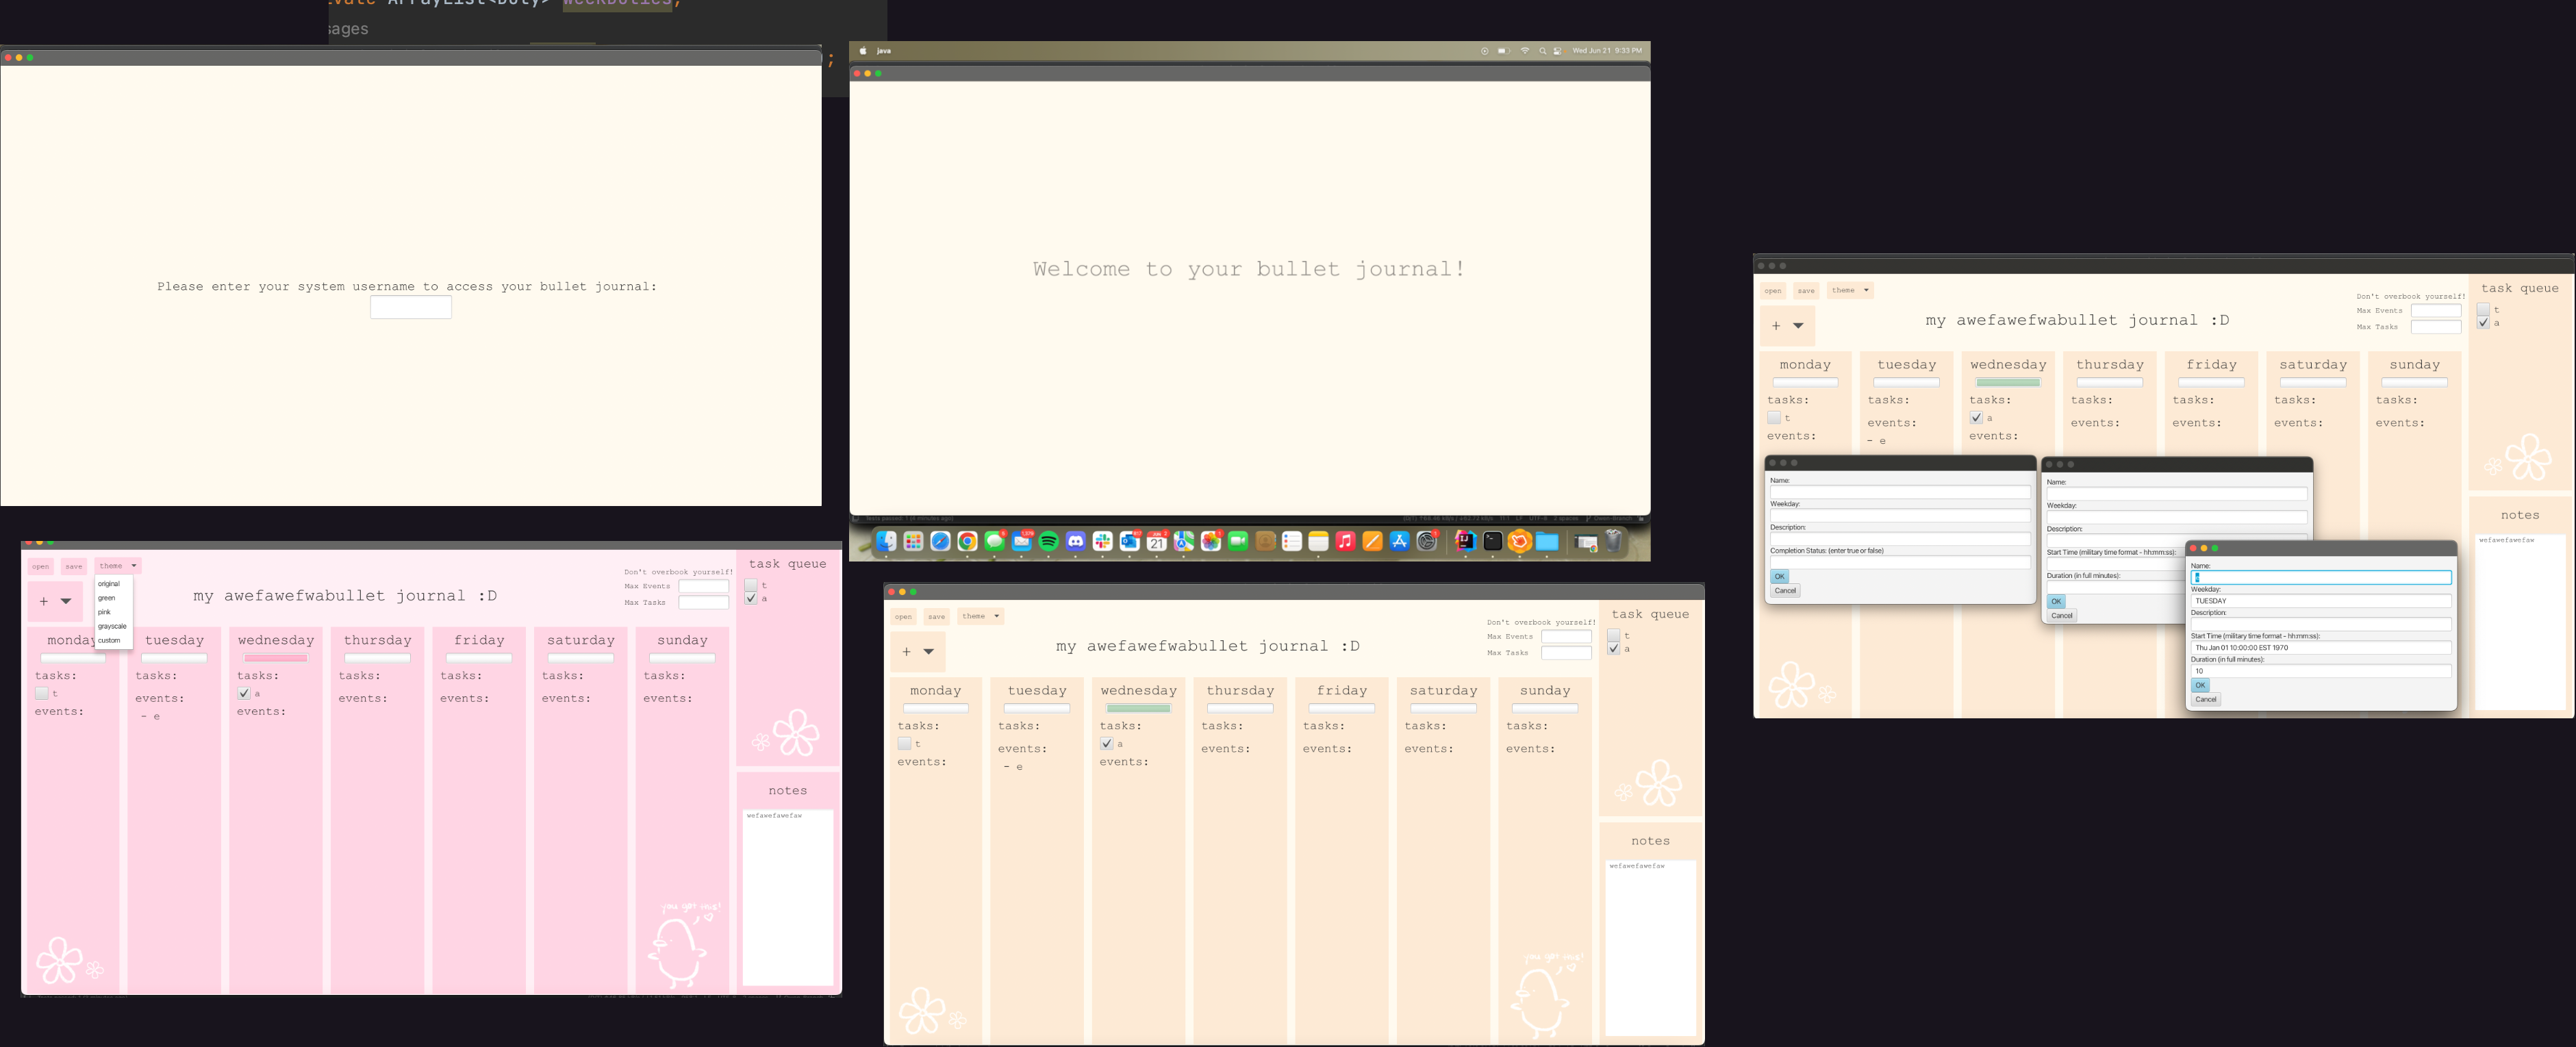 ivate ArrayList<Duty> weekDuties;
sages
;
Please enter your system username to access your bullet journal:
java
Wed Jun 21 9:33 PM
Welcome to your bullet journal!
Tests passed: 1 (4 minutes ago)
21
open
save
theme
original
green
pink
grayscale
custom
+
my awefawefwabullet journal :D
Don't overbook yourself!
Max Events
Max Tasks
task queue
t
a
monday
tuesday
wednesday
thursday
friday
saturday
sunday
tasks:
t
events:
tasks:
events:
- e
tasks:
a
events:
tasks:
events:
tasks:
events:
tasks:
events:
tasks:
events:
you got this!
notes
wefawefawefaw
open
save
theme
+
my awefawefwabullet journal :D
Don't overbook yourself!
Max Events
Max Tasks
task queue
t
a
monday
tuesday
wednesday
thursday
friday
saturday
sunday
tasks:
t
events:
tasks:
events:
- e
tasks:
a
events:
tasks:
events:
tasks:
events:
tasks:
events:
tasks:
events:
you got this!
notes
wefawefawefaw
open
save
theme
+
my awefawefwabullet journal :D
Don't overbook yourself!
Max Events
Max Tasks
task queue
t
a
monday
tuesday
wednesday
thursday
friday
saturday
sunday
tasks:
t
events:
tasks:
events:
- e
tasks:
a
events:
tasks:
events:
tasks:
events:
tasks:
events:
tasks:
events:
notes
wefawefawefaw
Name:
Weekday:
Description:
Completion Status: (enter true or false)
OK
Cancel
Name:
Weekday:
Description:
Start Time (military time format - hh:mm:ss):
Duration (in full minutes):
OK
Cancel
Name:
e
Weekday:
TUESDAY
Description:
Start Time (military time format - hh:mm:ss):
Thu Jan 01 10:00:00 EST 1970
Duration (in full minutes):
10
OK
Cancel